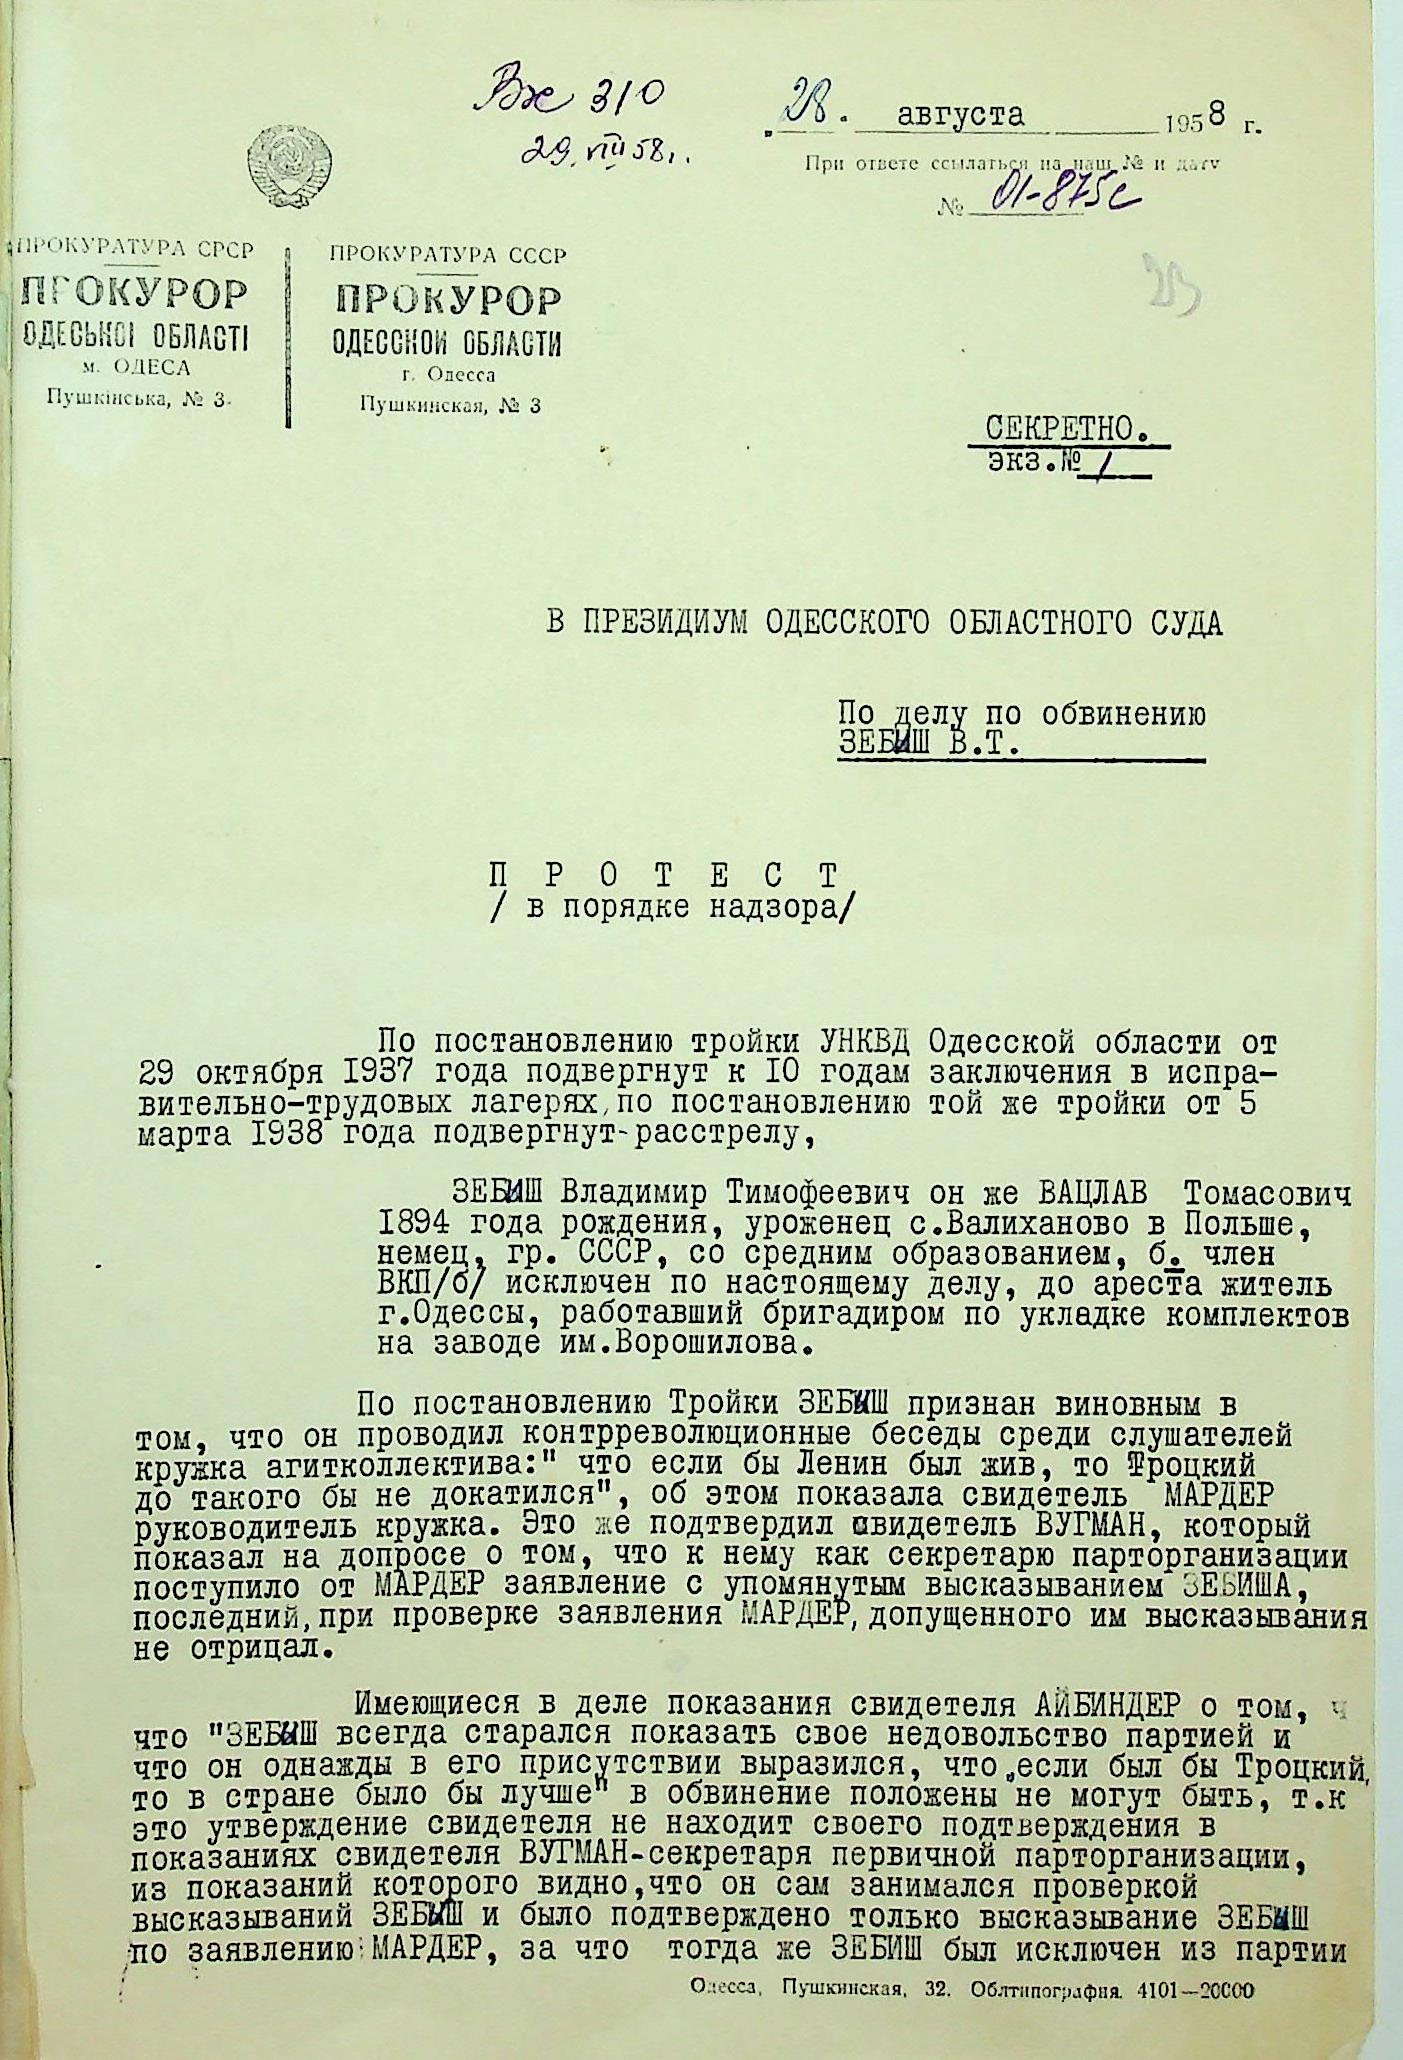 Вх 310
29. VIII 58г.
28. августа 1958 г.
При ответе ссылаться на наш № и дату
№ 01-875с
23
ПРОКУРАТУРА СРСР
ПРОКУРОР
ОДЕСЬКОІ ОБЛАСТІ
м. ОДЕСА
Пушкінська, № 3
ПРОКУРАТУРА СССР
ПРОКУРОР
ОДЕССКОЙ ОБЛАСТИ
г. Одесса
Пушкинская, № 3
СЕКРЕТНО.
экз.№ 1
В ПРЕЗИДИУМ ОДЕССКОГО ОБЛАСТНОГО СУДА
По делу по обвинению
ЗЕБИШ В.Т.
П Р О Т Е С Т
/ в порядке надзора/
По постановлению тройки УНКВД Одесской области от
29 октября 1937 года подвергнут к 10 годам заключения в испра-
вительно-трудовых лагерях, по постановлению той же тройки от 5
марта 1938 года подвергнут-расстрелу,
ЗЕБИШ Владимир Тимофеевич он же ВАЦЛАВ Томасович
1894 года рождения, уроженец с.Валиханово в Польше,
немец, гр. СССР, со средним образованием, б. член
ВКП/б/ исключен по настоящему делу, до ареста житель
г.Одессы, работавший бригадиром по укладке комплектов
на заводе им.Ворошилова.
По постановлению Тройки ЗЕБИШ признан виновным в
том, что он проводил контрреволюционные беседы среди слушателей
кружка агитколлектива:" что если бы Ленин был жив, то Троцкий
до такого бы не докатился", об этом показала свидетель МАРДЕР
руководитель кружка. Это же подтвердил свидетель ВУГМАН, который
показал на допросе о том, что к нему как секретарю парторганизации
поступило от МАРДЕР заявление с упомянутым высказыванием ЗЕБИША,
последний, при проверке заявления МАРДЕР, допущенного им высказывания
не отрицал.
Имеющиеся в деле показания свидетеля АЙБИНДЕР о том, ч
что "ЗЕБИШ всегда старался показать свое недовольство партией и
что он однажды в его присутствии выразился, что „если был бы Троцкий,
то в стране было бы лучше" в обвинение положены не могут быть, т.к
это утверждение свидетеля не находит своего подтверждения в
показаниях свидетеля ВУГМАН-секретаря первичной парторганизации,
из показаний которого видно,что он сам занимался проверкой
высказываний ЗЕБИШ и было подтверждено только высказывание ЗЕБИШ
по заявлению МАРДЕР, за что тогда же ЗЕБИШ был исключен из партии
Одесса, Пушкинская, 32. Облтипография. 4101—20000